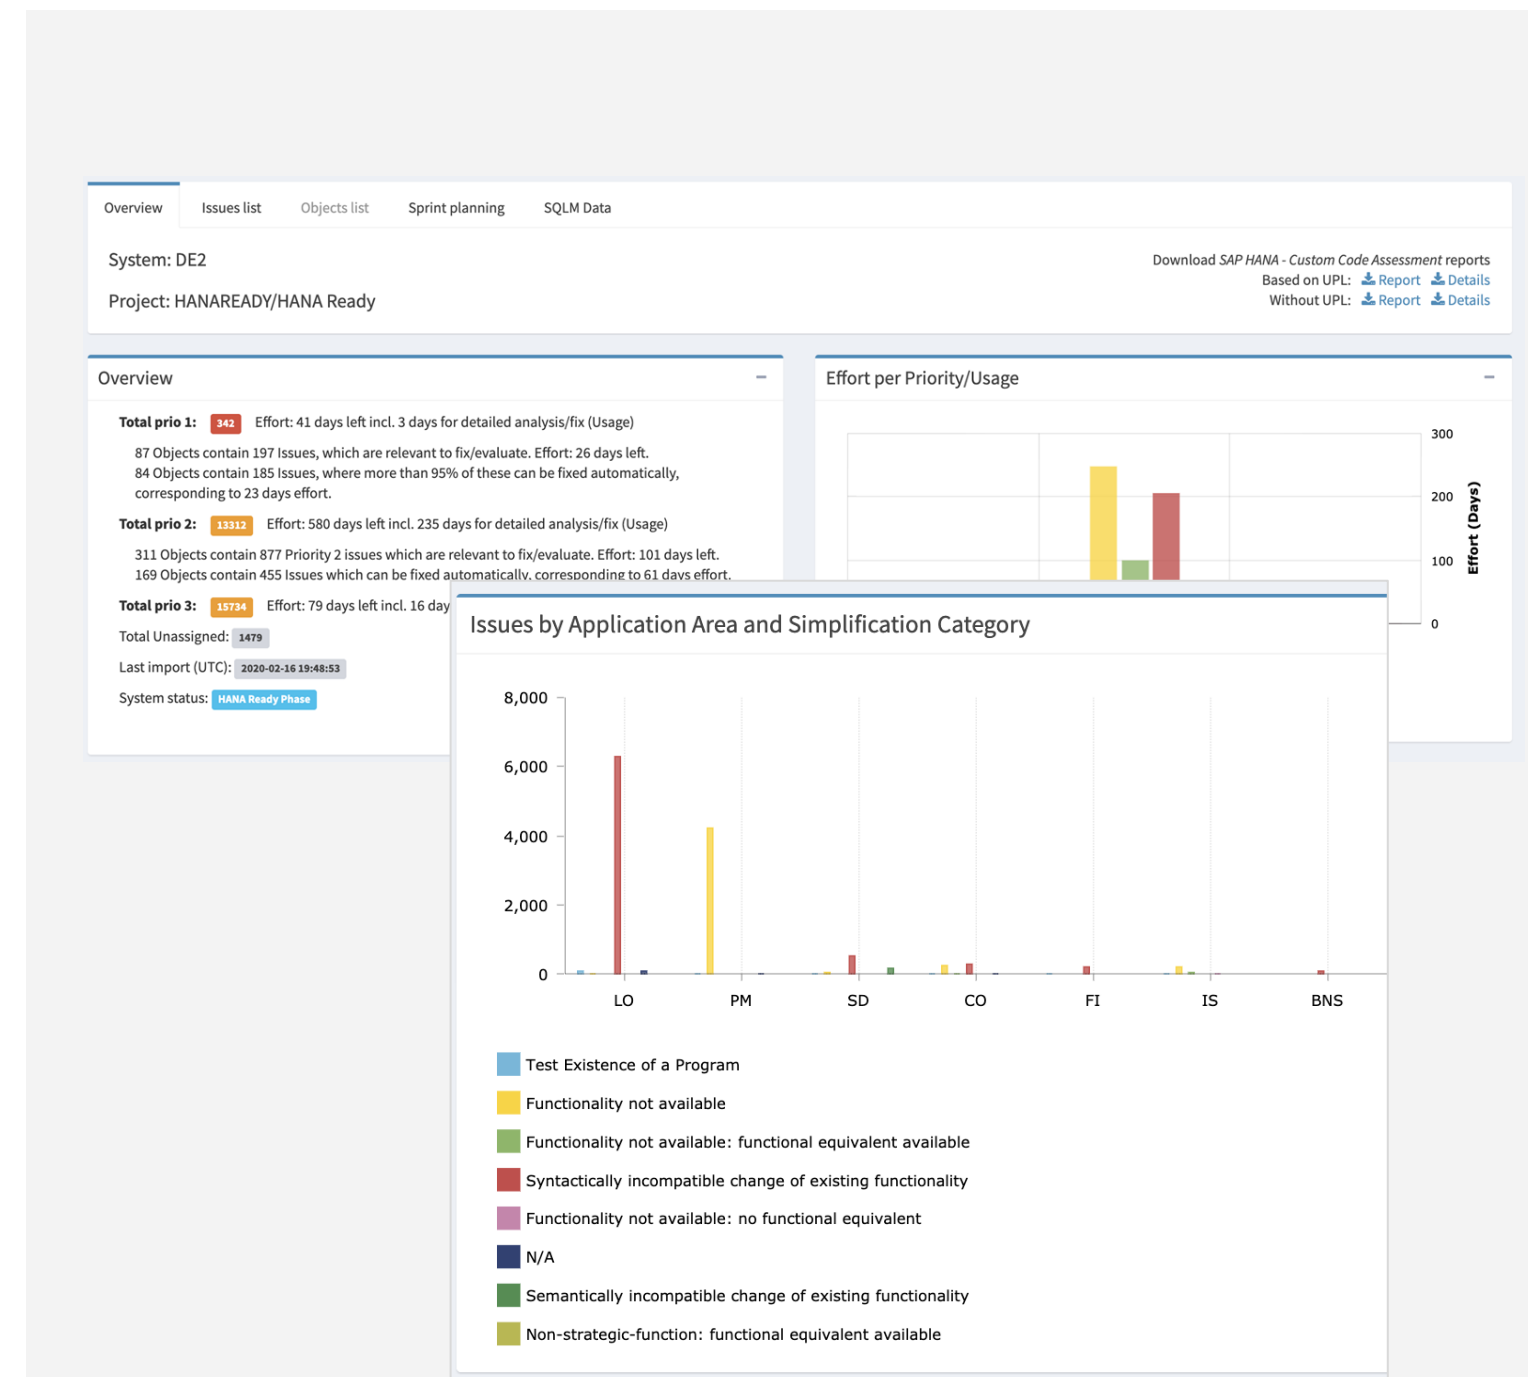 Overview
Issues list
Objects list
Sprint planning
SQLM Data
System: DE2
Project: HANAREADY/HANA Ready
Download SAP HANA - Custom Code Assessment reports
Based on UPL: Report Details
Without UPL: Report Details
Overview
Total prio 1: 342 Effort: 41 days left incl. 3 days for detailed analysis/fix (Usage)
87 Objects contain 197 Issues, which are relevant to fix/evaluate. Effort: 26 days left.
84 Objects contain 185 Issues, where more than 95% of these can be fixed automatically,
corresponding to 23 days effort.
Total prio 2: 13312 Effort: 580 days left incl. 235 days for detailed analysis/fix (Usage)
311 Objects contain 877 Priority 2 issues which are relevant to fix/evaluate. Effort: 101 days left.
169 Objects contain 455 Issues which can be fixed automatically, corresponding to 61 days effort.
Total prio 3: 15734 Effort: 79 days left incl. 16 day
Total Unassigned: 1479
Last import (UTC): 2020-02-16 19:48:53
System status: HANA Ready Phase
Effort per Priority/Usage
300
200
100
0
Effort (Days)
Issues by Application Area and Simplification Category
8,000
6,000
4,000
2,000
0
LO PM SD CO FI IS BNS
Test Existence of a Program
Functionality not available
Functionality not available: functional equivalent available
Syntactically incompatible change of existing functionality
Functionality not available: no functional equivalent
N/A
Semantically incompatible change of existing functionality
Non-strategic-function: functional equivalent available